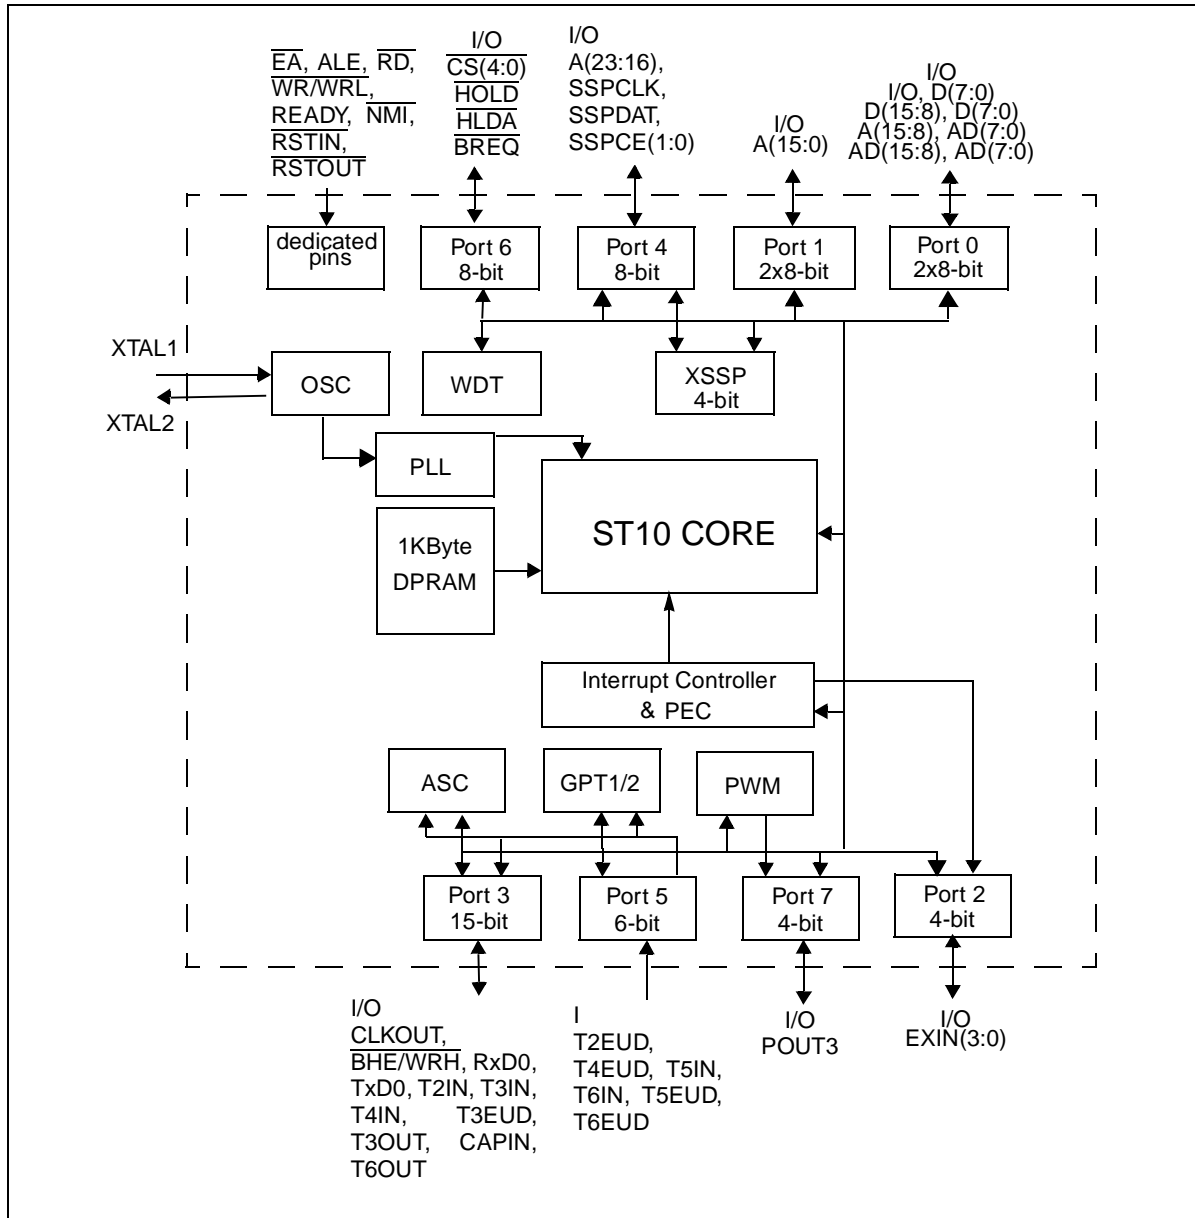 EA, ALE, RD,
WR/WRL,
READY, NMI,
RSTIN,
RSTOUT
I/O
CS(4:0)
HOLD
HLDA
BREQ
I/O
A(23:16),
SSPCLK,
SSPDAT,
SSPCE(1:0)
I/O
A(15:0)
I/O
I/O, D(7:0)
D(15:8), D(7:0)
A(15:8), AD(7:0)
AD(15:8), AD(7:0)
dedicated
pins
Port 6
8-bit
Port 4
8-bit
Port 1
2x8-bit
Port 0
2x8-bit
XTAL1
XTAL2
OSC
WDT
XSSP
4-bit
PLL
ST10 CORE
1KByte
DPRAM
Interrupt Controller
& PEC
ASC
GPT1/2
PWM
Port 3
15-bit
Port 5
6-bit
Port 7
4-bit
Port 2
4-bit
I/O
CLKOUT,
BHE/WRH, RxD0,
TxD0, T2IN, T3IN,
T4IN, T3EUD,
T3OUT, CAPIN,
T6OUT
I
T2EUD,
T4EUD, T5IN,
T6IN, T5EUD,
T6EUD
I/O
POUT3
I/O
EXIN(3:0)